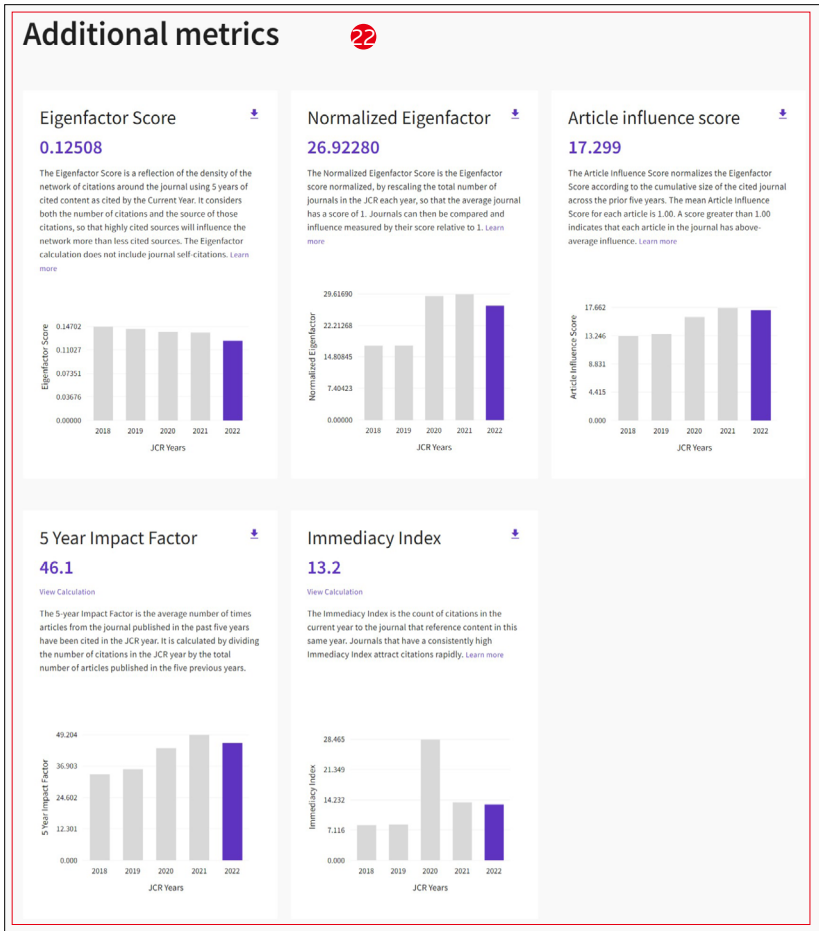 Additional metrics
22
Eigenfactor Score
0.12508
The Eigenfactor Score is a reflection of the density of the
network of citations around the journal using 5 years of
cited content as cited by the Current Year. It considers
both the number of citations and the source of those
citations, so that highly cited sources will influence the
network more than less cited sources. The Eigenfactor
calculation does not include journal self-citations. Learn
more
Eigenfactor Score
0.14702
0.11027
0.07351
0.03676
0.00000
2018 2019 2020 2021 2022
JCR Years
Normalized Eigenfactor
26.92280
The Normalized Eigenfactor Score is the Eigenfactor
score normalized, by rescaling the total number of
journals in the JCR each year, so that the average journal
has a score of 1. Journals can then be compared and
influence measured by their score relative to 1. Learn
more
Normalized Eigenfactor
29.61690
22.21268
14.80845
7.40423
0.00000
2018 2019 2020 2021 2022
JCR Years
Article influence score
17.299
The Article Influence Score normalizes the Eigenfactor
Score according to the cumulative size of the cited journal
across the prior five years. The mean Article Influence
Score for each article is 1.00. A score greater than 1.00
indicates that each article in the journal has above-
average influence. Learn more
Article Influence Score
17.662
13.246
8.831
4.415
0.000
2018 2019 2020 2021 2022
JCR Years
5 Year Impact Factor
46.1
View Calculation
The 5-year Impact Factor is the average number of times
articles from the journal published in the past five years
have been cited in the JCR year. It is calculated by dividing
the number of citations in the JCR year by the total
number of articles published in the five previous years.
5 Year Impact Factor
49.204
36.903
24.602
12.301
0.000
2018 2019 2020 2021 2022
JCR Years
Immediacy Index
13.2
View Calculation
The Immediacy Index is the count of citations in the
current year to the journal that reference content in this
same year. Journals that have a consistently high
Immediacy Index attract citations rapidly. Learn more
Immediacy Index
28.465
21.349
14.232
7.116
0.000
2018 2019 2020 2021 2022
JCR Years